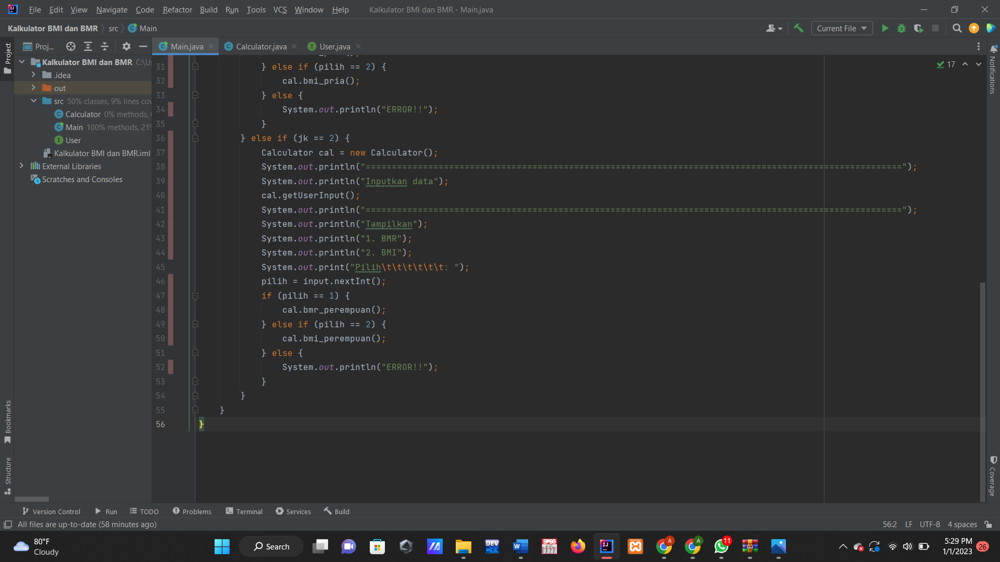 File Edit View Navigate Code Refactor Build Run Tools VCS Window Help Kalkulator BMI dan BMR - Main.java
Kalkulator BMI dan BMR src Main Current File
Project Proj... Main.java Calculator.java User.java
Kalkulator BMI dan BMR C:\Us
.idea
out
src 50% classes, 9% lines cov
Calculator 0% methods,
Main 100% methods, 21%
User
Kalkulator BMI dan BMR.iml
External Libraries
Scratches and Consoles
17
31 } else if (pilih == 2) {
32 cal.bmi_pria();
33 } else {
34 System.out.println("ERROR!!");
35 }
36 } else if (jk == 2) {
37 Calculator cal = new Calculator();
38 System.out.println("=======================================================================================================");
39 System.out.println("Inputkan data");
40 cal.getUserInput();
41 System.out.println("=======================================================================================================");
42 System.out.println("Tampilkan");
43 System.out.println("1. BMR");
44 System.out.println("2. BMI");
45 System.out.print("Pilih\t\t\t\t\t\t: ");
46 pilih = input.nextInt();
47 if (pilih == 1) {
48 cal.bmr_perempuan();
49 } else if (pilih == 2) {
50 cal.bmi_perempuan();
51 } else {
52 System.out.println("ERROR!!");
53 }
54 }
55 }
56 }
Notifications
Coverage
Bookmarks
Structure
Version Control Run TODO Problems Terminal Services Build
All files are up-to-date (58 minutes ago) 56:2 LF UTF-8 4 spaces
80°F
Cloudy
Search
DEV
SPSS
11
5:29 PM
1/1/2023
26